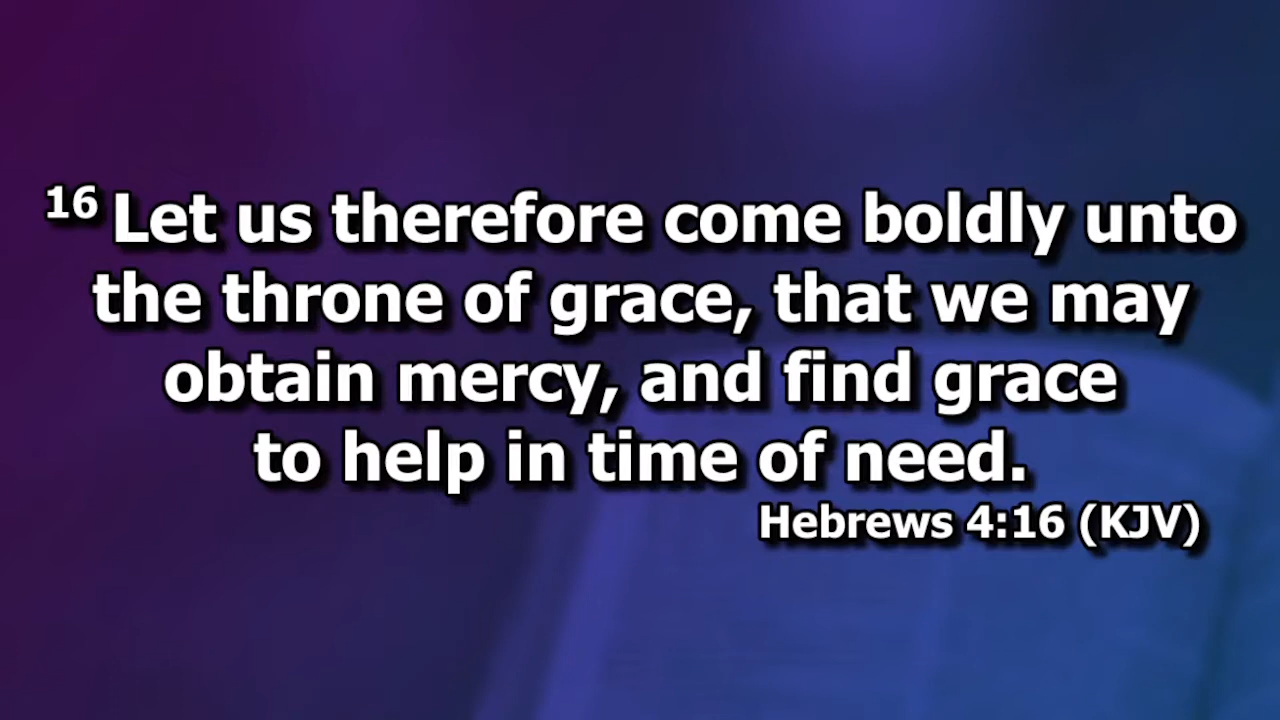 16 Let us therefore come boldly unto
the throne of grace, that we may
obtain mercy, and find grace
to help in time of need.
Hebrews 4:16 (KJV)